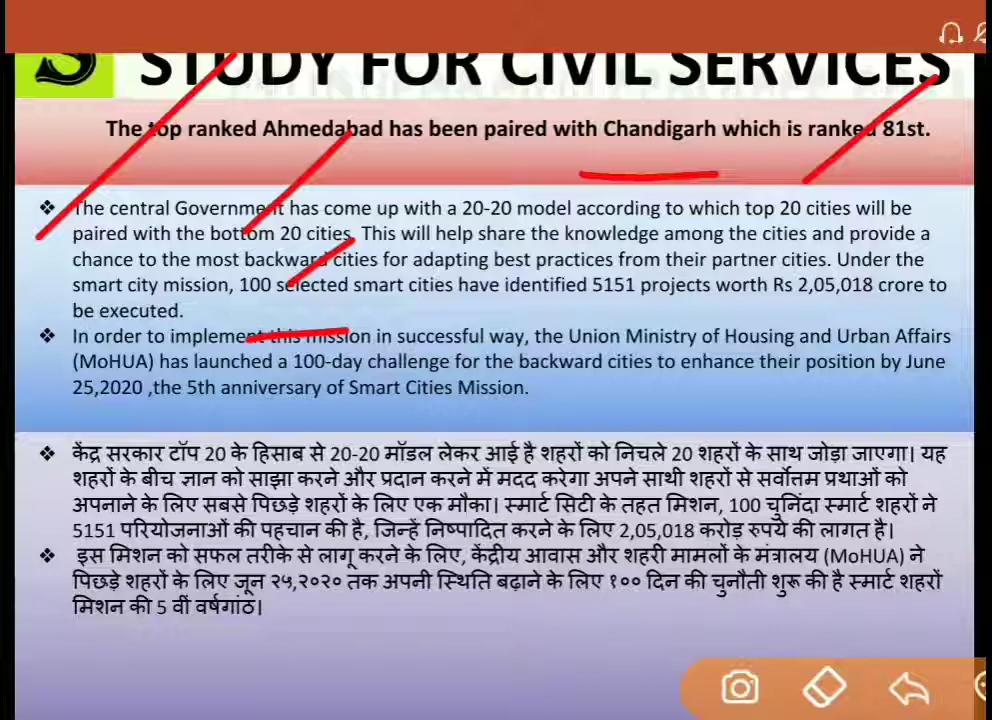 S STUDY FOR CIVIL SERVICES
The top ranked Ahmedabad has been paired with Chandigarh which is ranked 81st.
❖ The central Government has come up with a 20-20 model according to which top 20 cities will be
paired with the bottom 20 cities. This will help share the knowledge among the cities and provide a
chance to the most backward cities for adapting best practices from their partner cities. Under the
smart city mission, 100 selected smart cities have identified 5151 projects worth Rs 2,05,018 crore to
be executed.
❖ In order to implement this mission in successful way, the Union Ministry of Housing and Urban Affairs
(MoHUA) has launched a 100-day challenge for the backward cities to enhance their position by June
25,2020 ,the 5th anniversary of Smart Cities Mission.
❖ केंद्र सरकार टॉप 20 के हिसाब से 20-20 मॉडल लेकर आई है शहरों को निचले 20 शहरों के साथ जोड़ा जाएगा। यह
शहरों के बीच ज्ञान को साझा करने और प्रदान करने में मदद करेगा अपने साथी शहरों से सर्वोत्तम प्रथाओं को
अपनाने के लिए सबसे पिछड़े शहरों के लिए एक मौका। स्मार्ट सिटी के तहत मिशन, 100 चुनिंदा स्मार्ट शहरों ने
5151 परियोजनाओं की पहचान की है, जिन्हें निष्पादित करने के लिए 2,05,018 करोड़ रुपये की लागत है।
❖ इस मिशन को सफल तरीके से लागू करने के लिए, केंद्रीय आवास और शहरी मामलों के मंत्रालय (MoHUA) ने
पिछड़े शहरों के लिए जून २५,२०२० तक अपनी स्थिति बढ़ाने के लिए १०० दिन की चुनौती शुरू की है स्मार्ट शहरों
मिशन की 5 वीं वर्षगांठ।